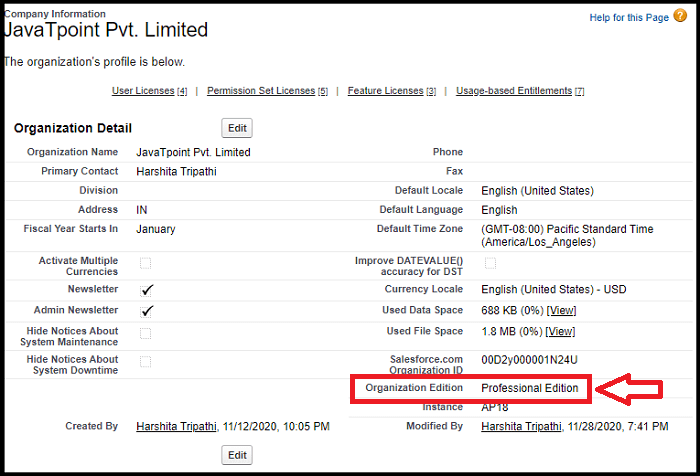 Company Information
JavaTpoint Pvt. Limited
Help for this Page
The organization's profile is below.
User Licenses [4] | Permission Set Licenses [5] | Feature Licenses [3] | Usage-based Entitlements [7]
Organization Detail
Edit
Organization Name JavaTpoint Pvt. Limited Phone
Primary Contact Harshita Tripathi Fax
Division Default Locale English (United States)
Address IN Default Language English
Fiscal Year Starts In January Default Time Zone (GMT-08:00) Pacific Standard Time
(America/Los_Angeles)
Activate Multiple Improve DATEVALUE()
Currencies accuracy for DST
Newsletter Currency Locale English (United States) - USD
Admin Newsletter Used Data Space 688 KB (0%) [View]
Hide Notices About Used File Space 1.8 MB (0%) [View]
System Maintenance
Hide Notices About Salesforce.com 00D2y000001N24U
System Downtime Organization ID
Organization Edition Professional Edition
Instance AP18
Created By Harshita Tripathi, 11/12/2020, 10:05 PM Modified By Harshita Tripathi, 11/28/2020, 7:41 PM
Edit